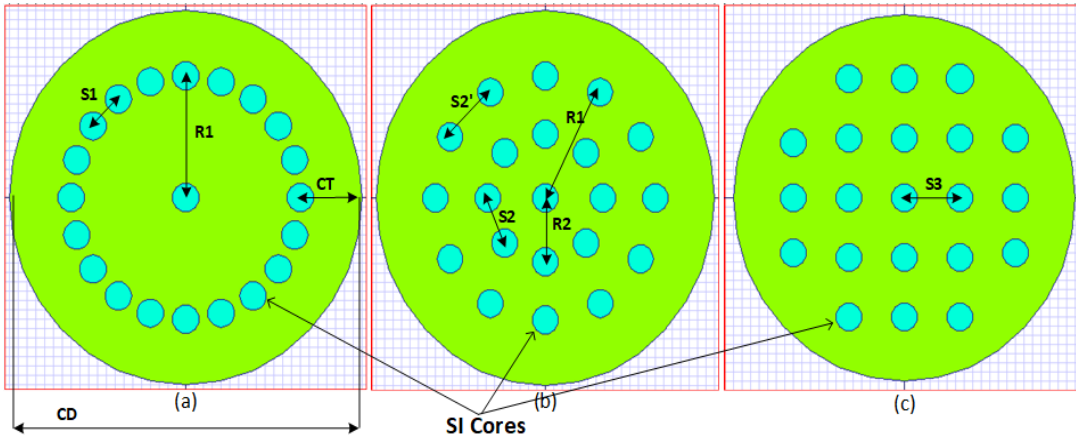 S1
R1
CT
CD
(a)
S2'
R1
S2
R2
(b)
S3
(c)
SI Cores